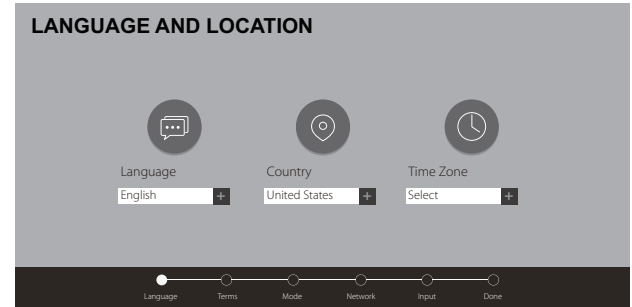 LANGUAGE AND LOCATION
Language Country Time Zone
English + United States + Select +
Language Terms Mode Network Input Done